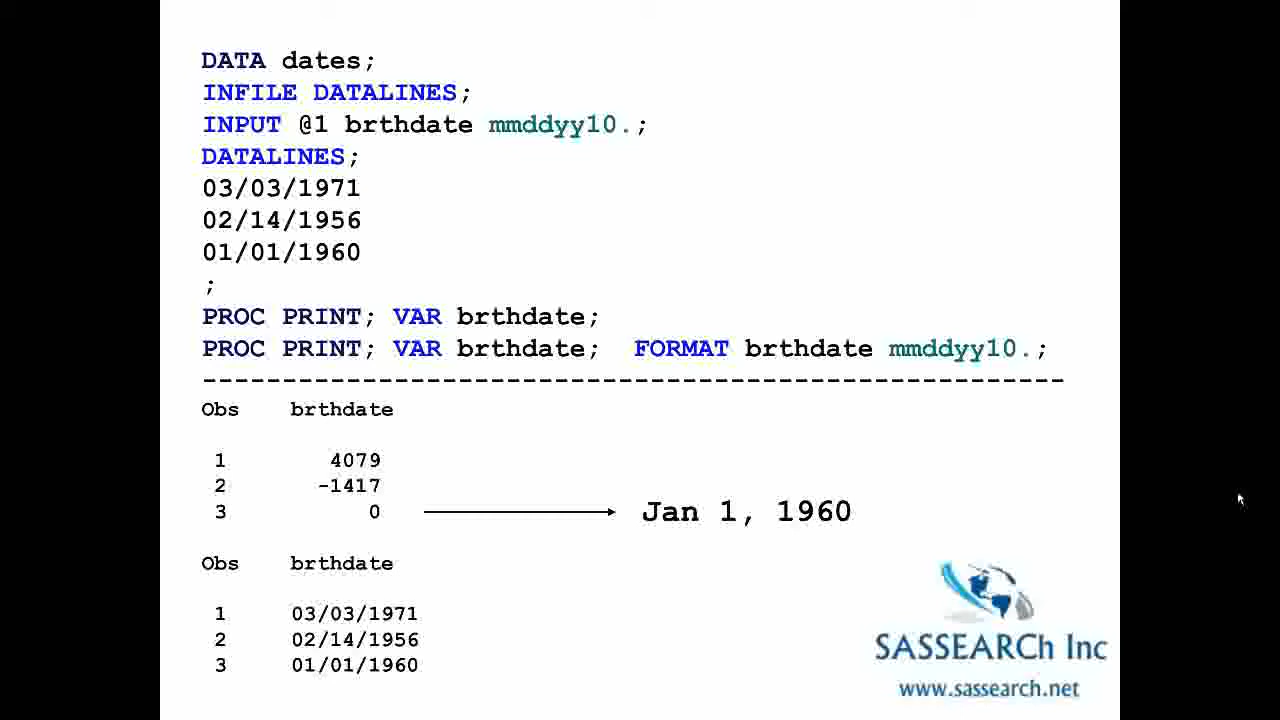 DATA dates;
INFILE DATALINES;
INPUT @1 brthdate mmddyy10.;
DATALINES;
03/03/1971
02/14/1956
01/01/1960
;
PROC PRINT; VAR brthdate;
PROC PRINT; VAR brthdate; FORMAT brthdate mmddyy10.;
------------------------------------------------------
Obs brthdate
1 4079
2 -1417
3 0 Jan 1, 1960
Obs brthdate
1 03/03/1971
2 02/14/1956
3 01/01/1960
SASSEARCh Inc
www.sassearch.net